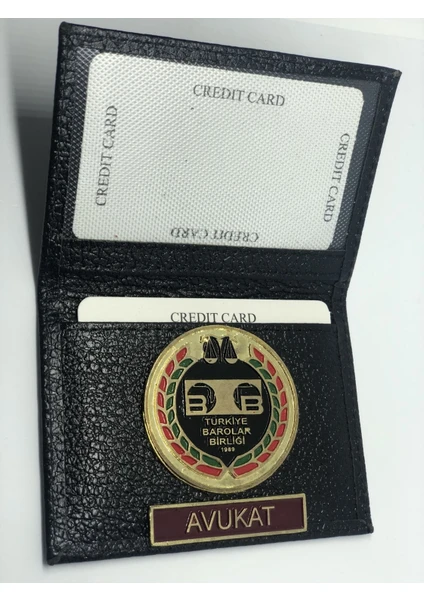 CREDIT CARD
CREDIT CARD
CREDIT CARD
CREDIT CARD
CREDIT CARD
B B
TÜRKİYE
BAROLAR
BİRLİĞİ
1969
AVUKAT